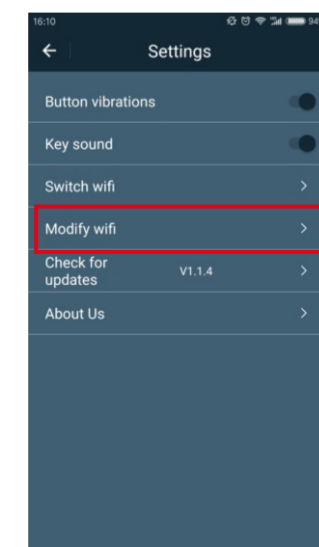 16:10
94
Settings
Button vibrations
Key sound
Switch wifi
Modify wifi
Check for
updates
V1.1.4
About Us